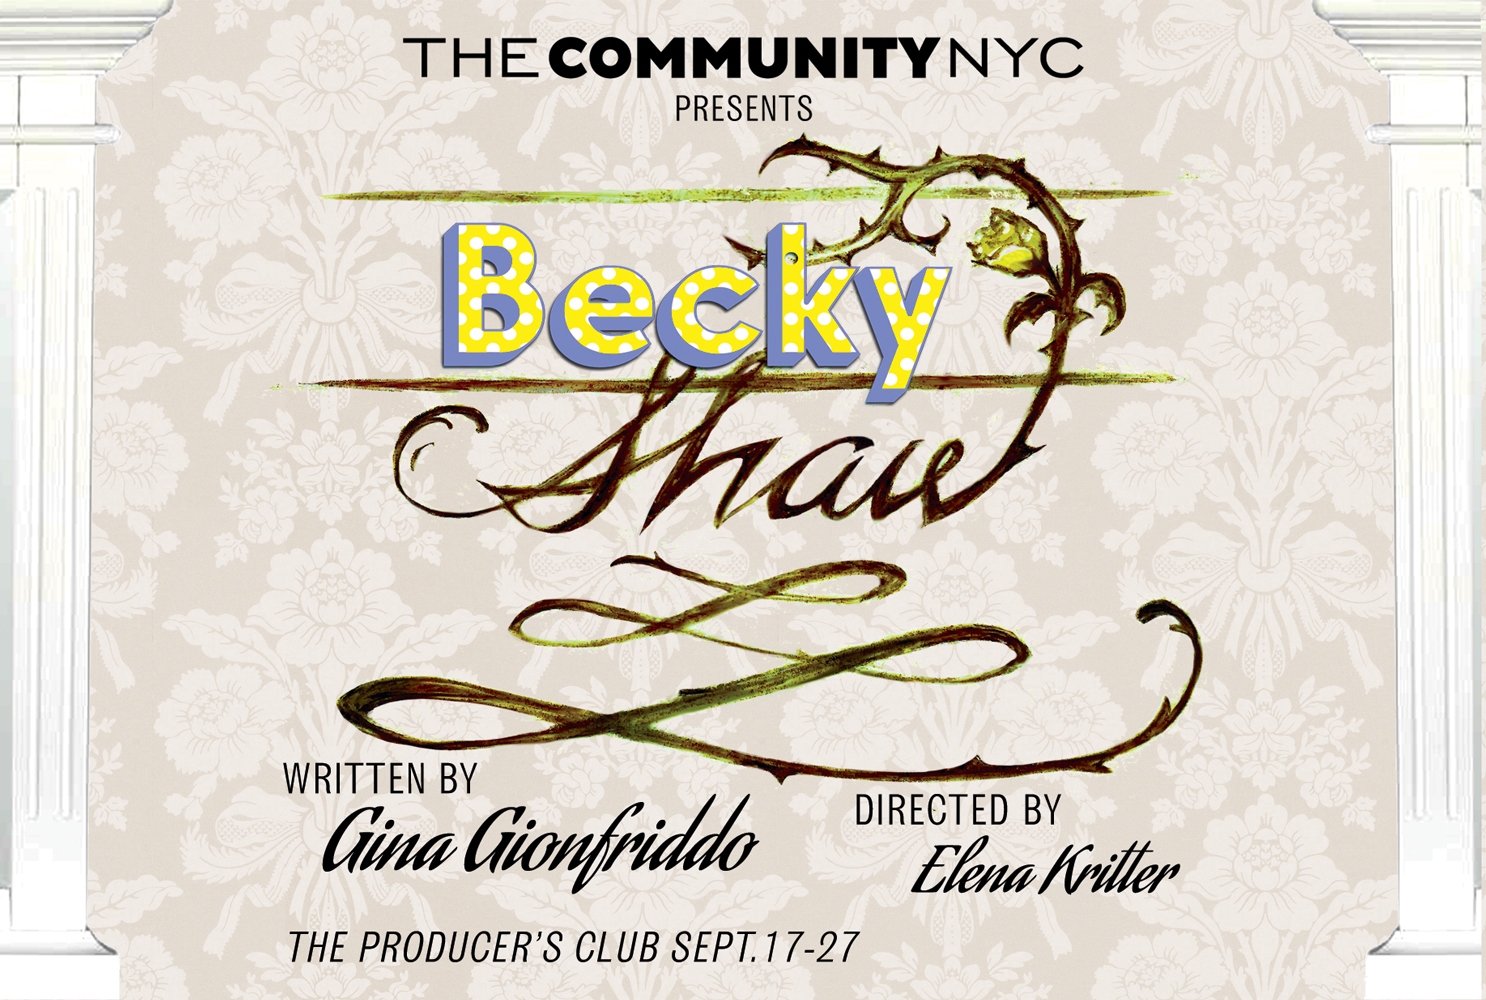 THE COMMUNITY NYC
PRESENTS
Becky
Shaw
WRITTEN BY
Gina Gionfriddo
DIRECTED BY
Elena Kritter
THE PRODUCER'S CLUB SEPT.17-27